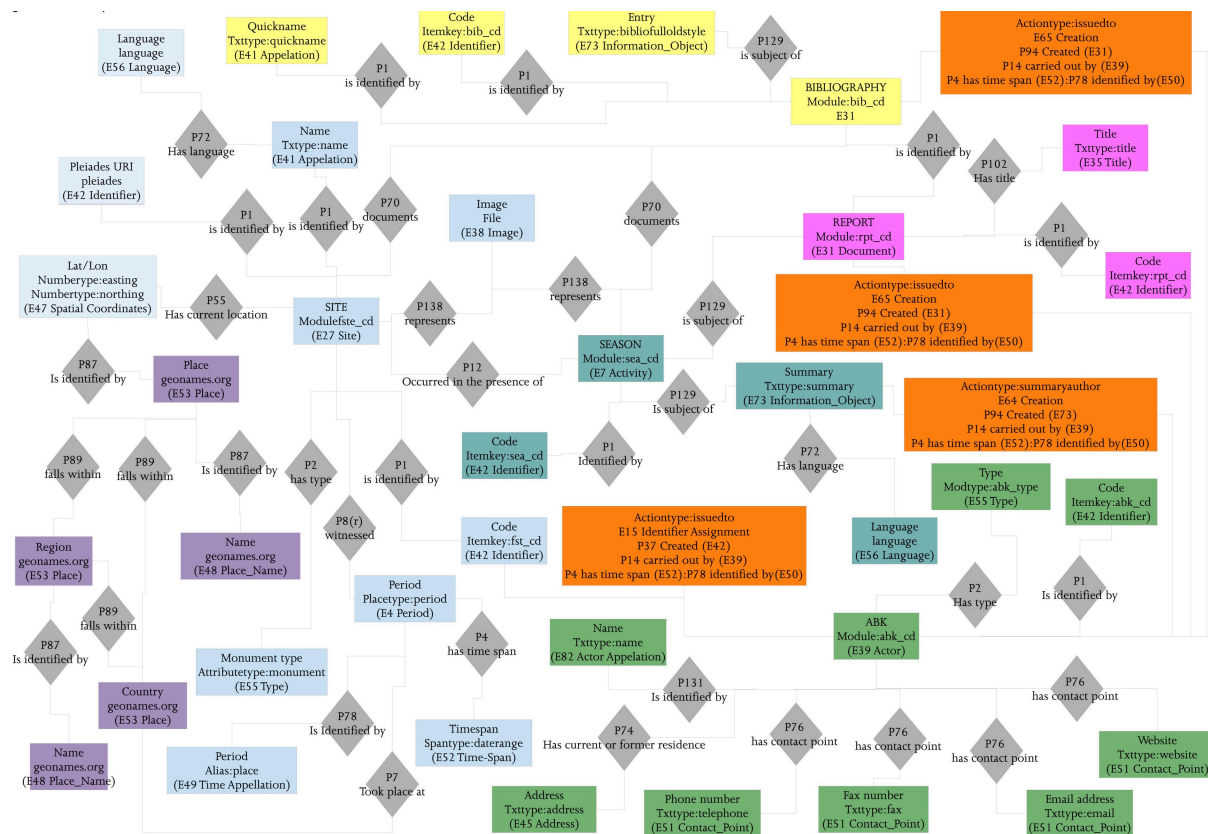 Quickname
Txttype:quickname
(E41 Appelation)
Code
Itemkey:bib_cd
(E42 Identifier)
Entry
Txttype:bibliofulloldstyle
(E73 Information_Object)
P129
is subject of
Actiontype:issuedto
E65 Creation
P94 Created (E31)
P14 carried out by (E39)
P4 has time span (E52):P78 identified by(E50)
Language
language
(E56 Language)
P1
is identified by
P1
is identified by
BIBLIOGRAPHY
Module:bib_cd
E31
P72
Has language
Name
Txtype:name
(E41 Appelation)
P1
is identified by
P102
Has title
Title
Txttype:title
(E35 Title)
Pleiades URI
pleiades
(E42 Identifier)
P1
is identified by
P1
is identified by
P70
documents
Image
File
(E38 Image)
P70
documents
REPORT
Module:rpt_cd
(E31 Document)
P1
is identified by
Code
Itemkey:rpt_cd
(E42 Identifier)
Lat/Lon
Numbertype:easting
Numbertype:northing
(E47 Spatial Coordinates)
P55
Has current location
SITE
Modulefste_cd
(E27 Site)
P138
represents
P138
represents
P129
is subject of
Actiontype:issuedto
E65 Creation
P94 Created (E31)
P14 carried out by (E39)
P4 has time span (E52):P78 identified by(E50)
P87
Is identified by
Place
geonames.org
(E53 Place)
P12
Occurred in the presence of
SEASON
Module:sea_cd
(E7 Activity)
P129
Is subject of
Summary
Txttype:summary
(E73 Information_Object)
Actiontype:summaryauthor
E64 Creation
P94 Created (E73)
P14 carried out by (E39)
P4 has time span (E52):P78 identified by(E50)
P89
falls within
P89
falls within
P87
Is identified by
P2
has type
P1
is identified by
Code
Itemkey:sea_cd
(E42 Identifier)
P1
Identified by
P72
Has language
Type
Modtype:abk_type
(E55 Type)
Code
Itemkey:abk_cd
(E42 Identifier)
P8(r)
witnessed
Code
Itemkey:fst_cd
(E42 Identifier)
Actiontype:issuedto
E15 Identifier Assignment
P37 Created (E42)
P14 carried out by (E39)
P4 has time span (E52):P78 identified by(E50)
Language
language
(E56 Language)
Region
geonames.org
(E53 Place)
Name
geonames.org
(E48 Place_Name)
Period
Placetype:period
(E4 Period)
P2
Has type
P1
Is identified by
P89
falls within
P87
Is identified by
P4
has time span
Name
Txttype:name
(E82 Actor Appelation)
ABK
Module:abk_cd
(E39 Actor)
Monument type
Attributetype:monument
(E55 Type)
Country
geonames.org
(E53 Place)
P131
Is identified by
P76
has contact point
P78
Is Identified by
Timespan
Spantype:daterange
(E52 Time-Span)
P74
Has current or former residence
P76
has contact point
P76
has contact point
P76
has contact point
Website
Txttype:website
(E51 Contact_Point)
Name
geonames.org
(E48 Place_Name)
Period
Alias:place
(E49 Time Appellation)
P7
Took place at
Address
Txttype:address
(E45 Address)
Phone number
Txttype:telephone
(E51 Contact_Point)
Fax number
Txttype:fax
(E51 Contact_Point)
Email address
Txttype:email
(E51 Contact_Point)